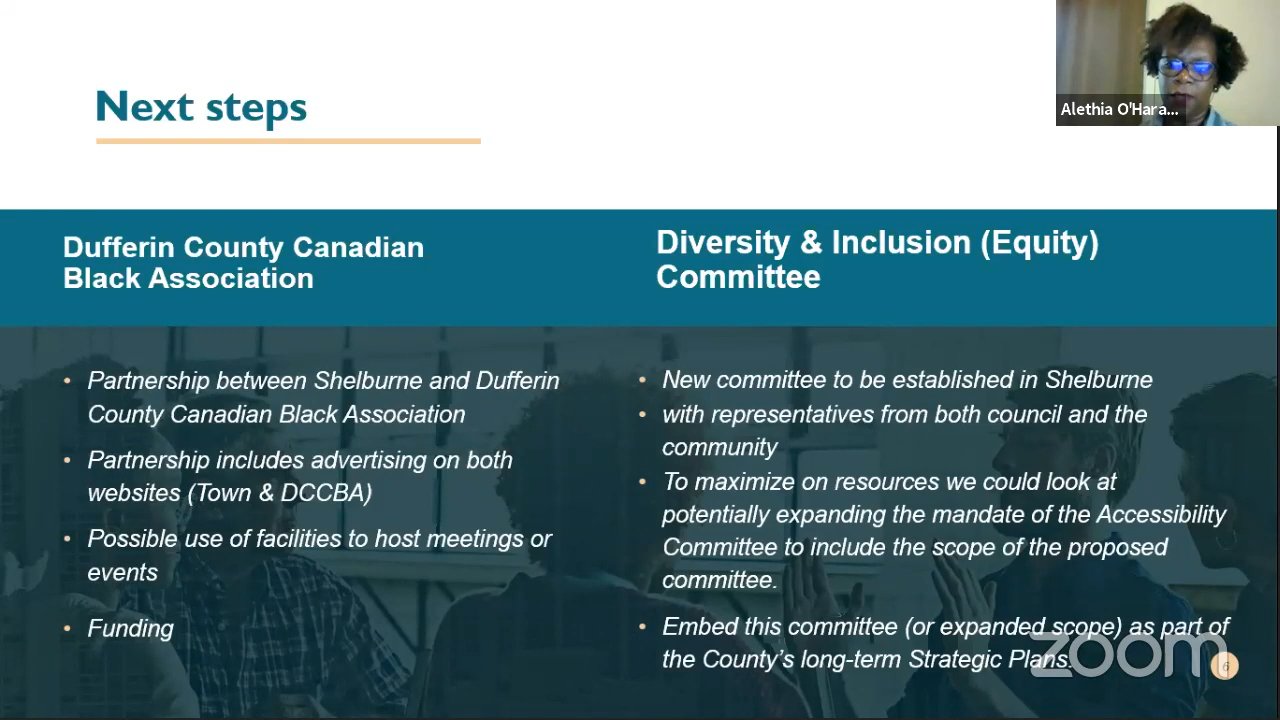 Next steps
Alethia O'Hara...
Dufferin County Canadian
Black Association
Diversity & Inclusion (Equity)
Committee
• Partnership between Shelburne and Dufferin
County Canadian Black Association
• Partnership includes advertising on both
websites (Town & DCCBA)
• Possible use of facilities to host meetings or
events
• Funding
• New committee to be established in Shelburne
• with representatives from both council and the
community
• To maximize on resources we could look at
potentially expanding the mandate of the Accessibility
Committee to include the scope of the proposed
committee.
• Embed this committee (or expanded scope) as part of
the County's long-term Strategic Plans.
zoom
6